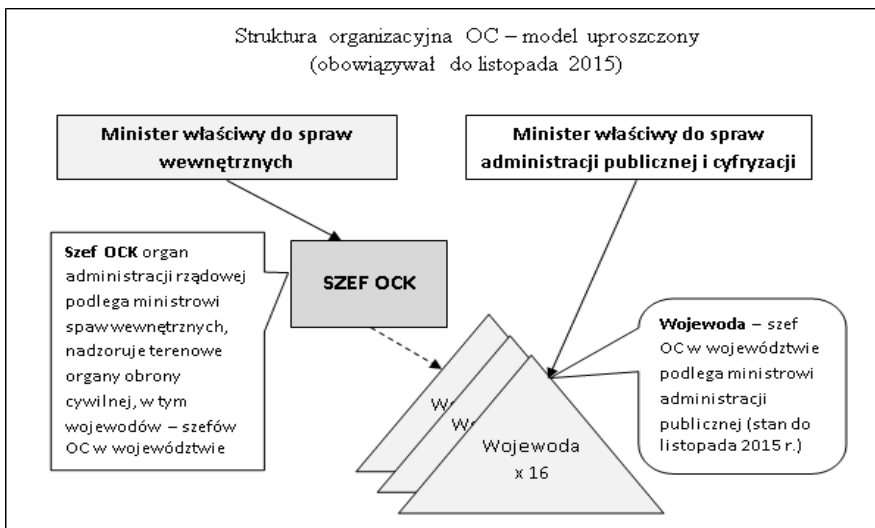 Struktura organizacyjna OC – model uproszczony
(obowiązywał do listopada 2015)
Minister właściwy do spraw
wewnętrznych
Minister właściwy do spraw
administracji publicznej i cyfryzacji
Szef OCK organ
administracji rządowej
podlega ministrowi
spaw wewnętrznych,
nadzoruje terenowe
organy obrony
cywilnej, w tym
wojewodów – szefów
OC w województwie
SZEF OCK
Wojewoda – szef
OC w województwie
podlega ministrowi
administracji
publicznej (stan do
listopada 2015 r.)
Wojewoda
x 16